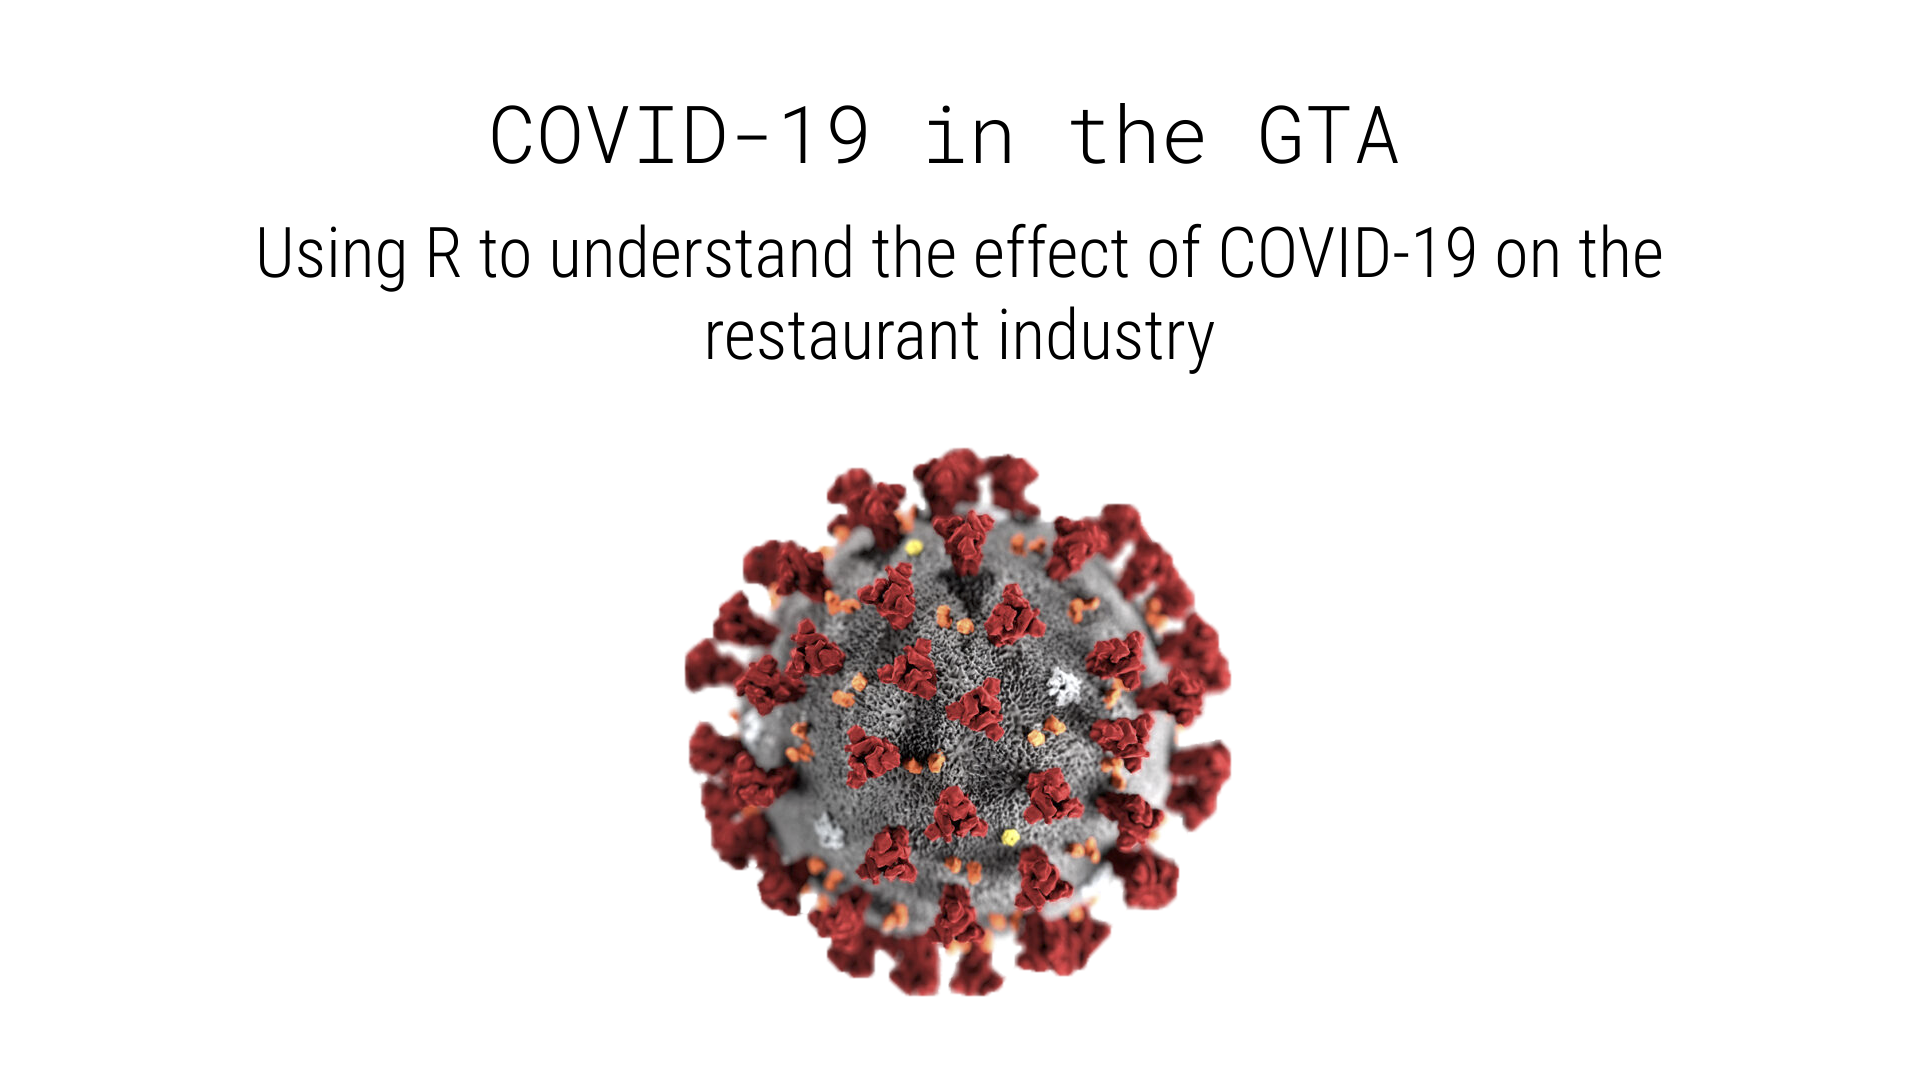 COVID-19 in the GTA
Using R to understand the effect of COVID-19 on the
restaurant industry